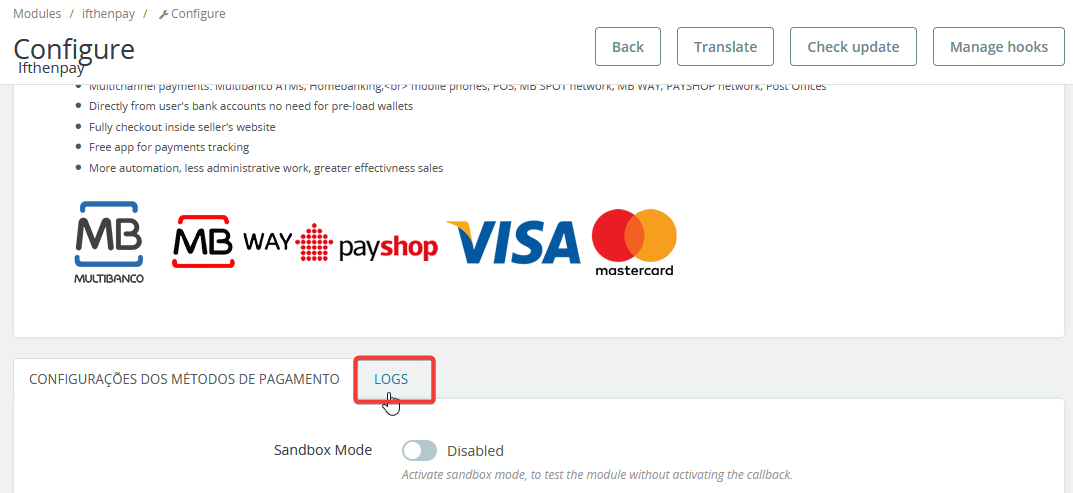 Modules / ifthenpay / Configure
Configure
Ifthenpay
Back
Translate
Check update
Manage hooks
Multichannel payments: Multibanco ATMs, Homebanking,<br> mobile phones, POS, MB SPOT network, MB WAY, PAYSHOP network, Post Offices
Directly from user's bank accounts no need for pre-load wallets
Fully checkout inside seller's website
Free app for payments tracking
More automation, less administrative work, greater effectivness sales
MB
MULTIBANCO
MB WAY
payshop
VISA
mastercard
CONFIGURAÇÕES DOS MÉTODOS DE PAGAMENTO
LOGS
Sandbox Mode
Disabled
Activate sandbox mode, to test the module without activating the callback.